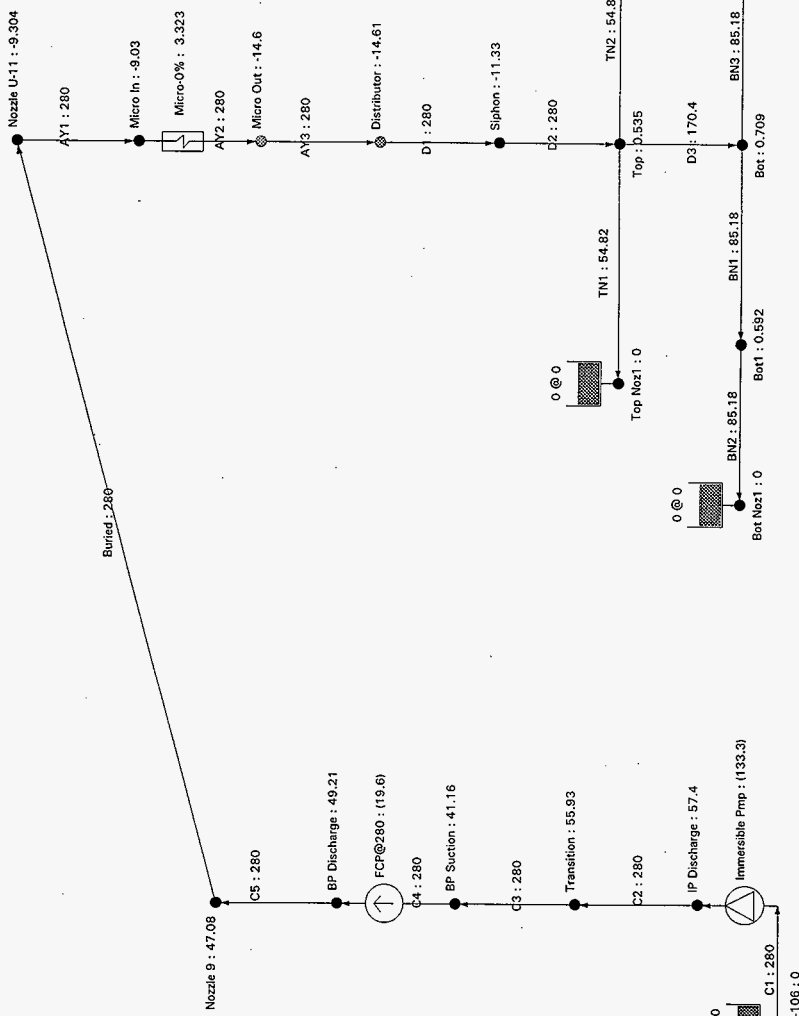 Nozzle U-11 : -9.304
AY1 : 280
Micro In : -9.03
Micro-0% : 3.323
AY2 : 280
Micro Out : -14.6
AY3 : 280
Distributor : -14.61
D1 : 280
Siphon : -11.33
D2 : 280
TN2 : 54.8
Top : 0.535
D3 : 170.4
BN3 : 85.18
Bot : 0.709
TN1 : 54.82
BN1 : 85.18
0 @ 0
Top Noz1 : 0
Bot1 : 0.592
BN2 : 85.18
0 @ 0
Bot Noz1 : 0
Buried : 280
Nozzle 9 : 47.08
C5 : 280
BP Discharge : 49.21
FCP@280 : (19.6)
C4 : 280
BP Suction : 41.16
C3 : 280
Transition : 55.93
C2 : 280
IP Discharge : 57.4
Immersible Pmp : (133.3)
C1 : 280
0
-106 : 0